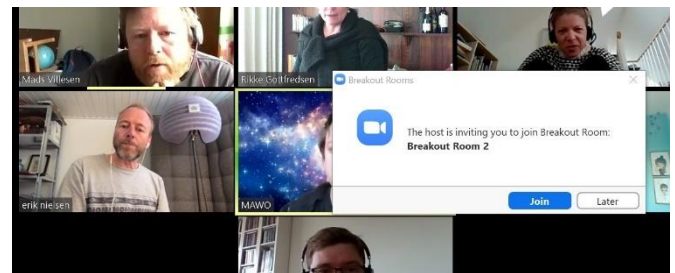 Mads Villesen
Rikke Gottfredsen
Breakout Rooms
The host is inviting you to join Breakout Room:
Breakout Room 2
Join
Later
erik nielsen
MAWO